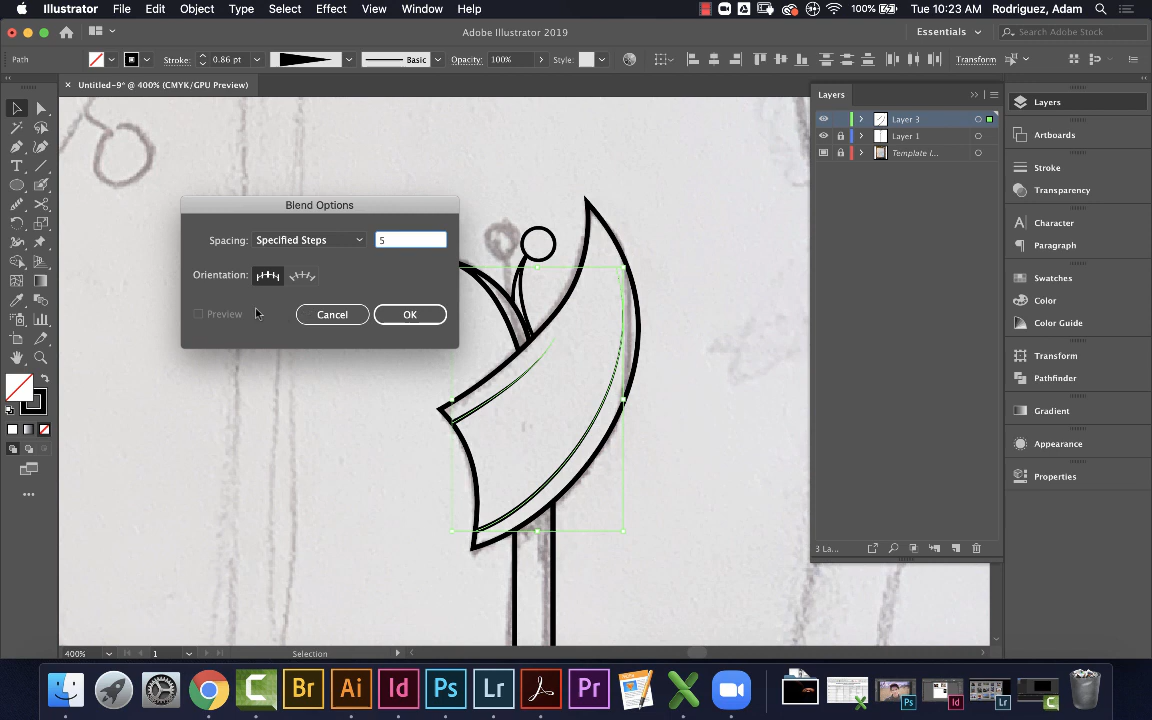 Illustrator File Edit Object Type Select Effect View Window Help 100% Tue 10:23 AM Rodriguez, Adam
Adobe Illustrator 2019 Essentials Search Adobe Stock
Path Stroke: 0.86 pt Basic Opacity: 100% Style: Transform
× Untitled-9* @ 400% (CMYK/GPU Preview)
Layers
Layer 3
Layer 1
Template I...
3 La...
Layers
Artboards
Stroke
Transparency
Character
Paragraph
Swatches
Color
Color Guide
Transform
Pathfinder
Gradient
Appearance
Properties
Blend Options
Spacing: Specified Steps 5
Orientation:
Preview Cancel OK
400% 1 Selection
Br Ai Id Ps Lr Pr
Ps Id Lr